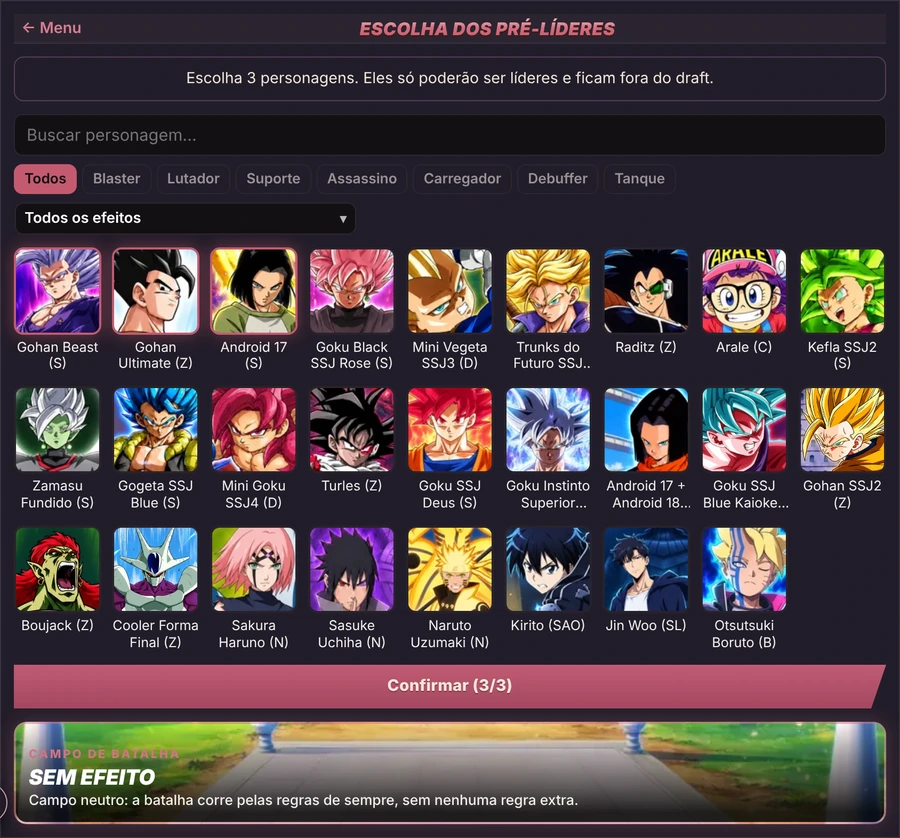 ← Menu
ESCOLHA DOS PRÉ-LÍDERES
Escolha 3 personagens. Eles só poderão ser líderes e ficam fora do draft.
Buscar personagem...
Todos Blaster Lutador Suporte Assassino Carregador Debuffer Tanque
Todos os efeitos ▾
ARALE
Gohan Beast (S)
Gohan Ultimate (Z)
Android 17 (S)
Goku Black SSJ Rose (S)
Mini Vegeta SSJ3 (D)
Trunks do Futuro SSJ..
Raditz (Z)
Arale (C)
Kefla SSJ2 (S)
Zamasu Fundido (S)
Gogeta SSJ Blue (S)
Mini Goku SSJ4 (D)
Turles (Z)
Goku SSJ Deus (S)
Goku Instinto Superior...
Android 17 + Android 18..
Goku SSJ Blue Kaioke...
Gohan SSJ2 (Z)
Boujack (Z)
Cooler Forma Final (Z)
Sakura Haruno (N)
Sasuke Uchiha (N)
Naruto Uzumaki (N)
Kirito (SAO)
Jin Woo (SL)
Otsutsuki Boruto (B)
Confirmar (3/3)
CAMPO DE BATALHA
SEM EFEITO
Campo neutro: a batalha corre pelas regras de sempre, sem nenhuma regra extra.